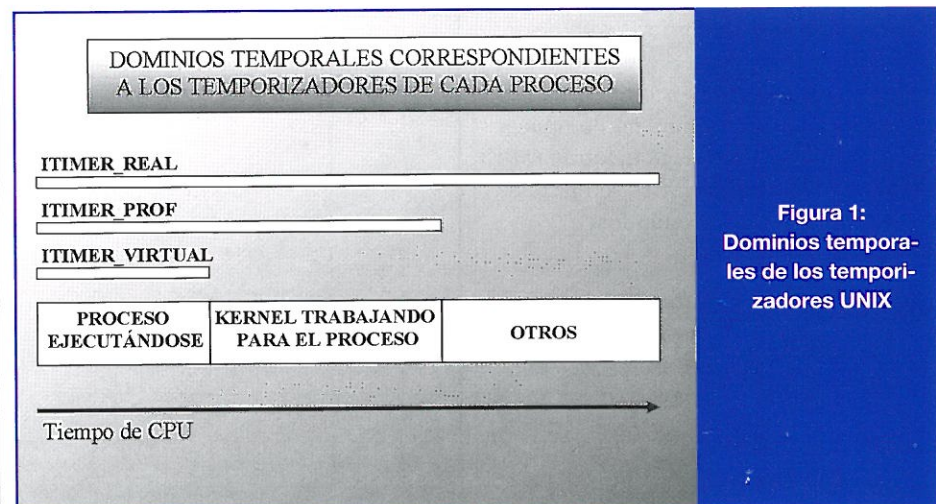 DOMINIOS TEMPORALES CORRESPONDIENTES
A LOS TEMPORIZADORES DE CADA PROCESO
ITIMER_REAL
ITIMER_PROF
ITIMER_VIRTUAL
PROCESO
EJECUTÁNDOSE
KERNEL TRABAJANDO
PARA EL PROCESO
OTROS
Tiempo de CPU
Figura 1:
Dominios tempora-
les de los tempori-
zadores UNIX